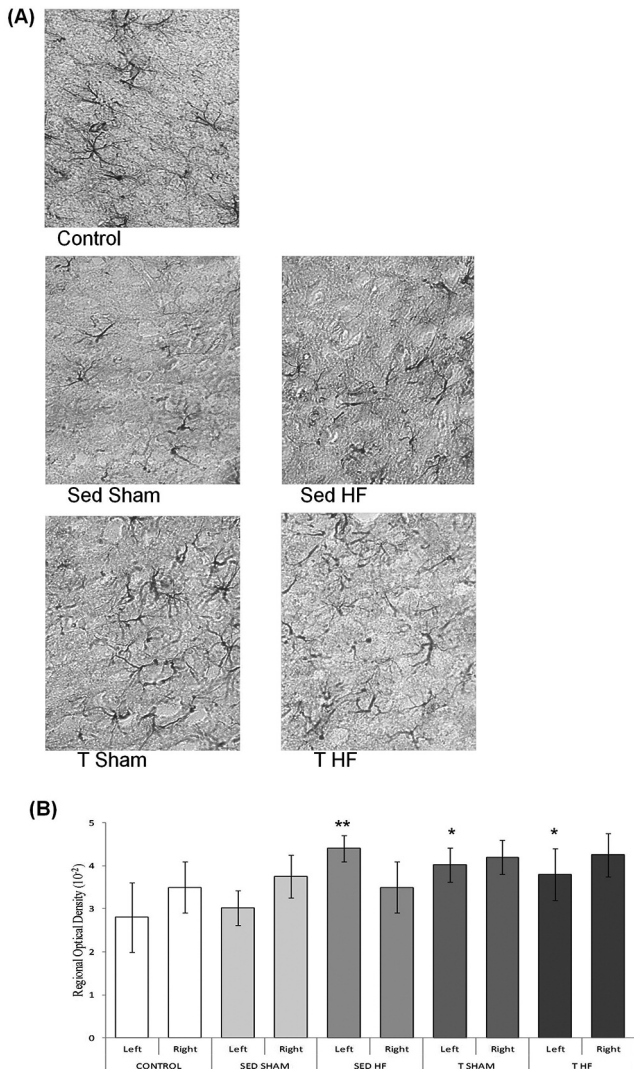 (A)
Control
Sed Sham
Sed HF
T Sham
T HF
(B)
Regional Optical Density (10⁻²)
5
4
3
2
1
0
** * *
Left Right Left Right Left Right Left Right Left Right
CONTROL SED SHAM SED HF T SHAM T HF